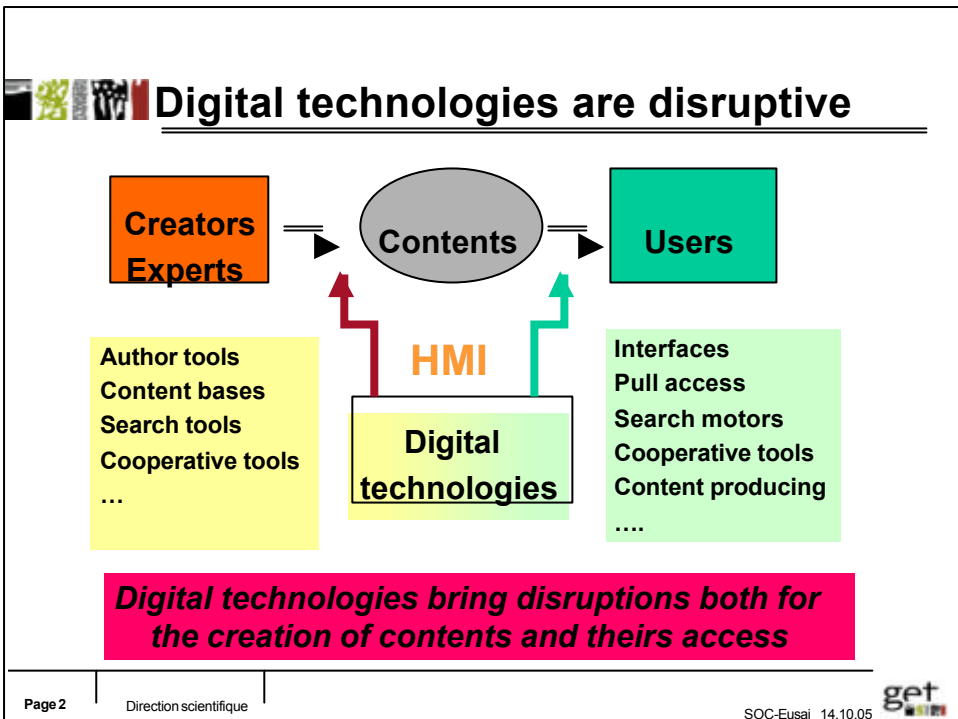 Digital technologies are disruptive
Creators
Experts
Contents
Users
Author tools
Content bases
Search tools
Cooperative tools
…
HMI
Digital
technologies
Interfaces
Pull access
Search motors
Cooperative tools
Content producing
….
Digital technologies bring disruptions both for
the creation of contents and theirs access
Page 2
Direction scientifique
SOC-Eusai 14.10.05
get